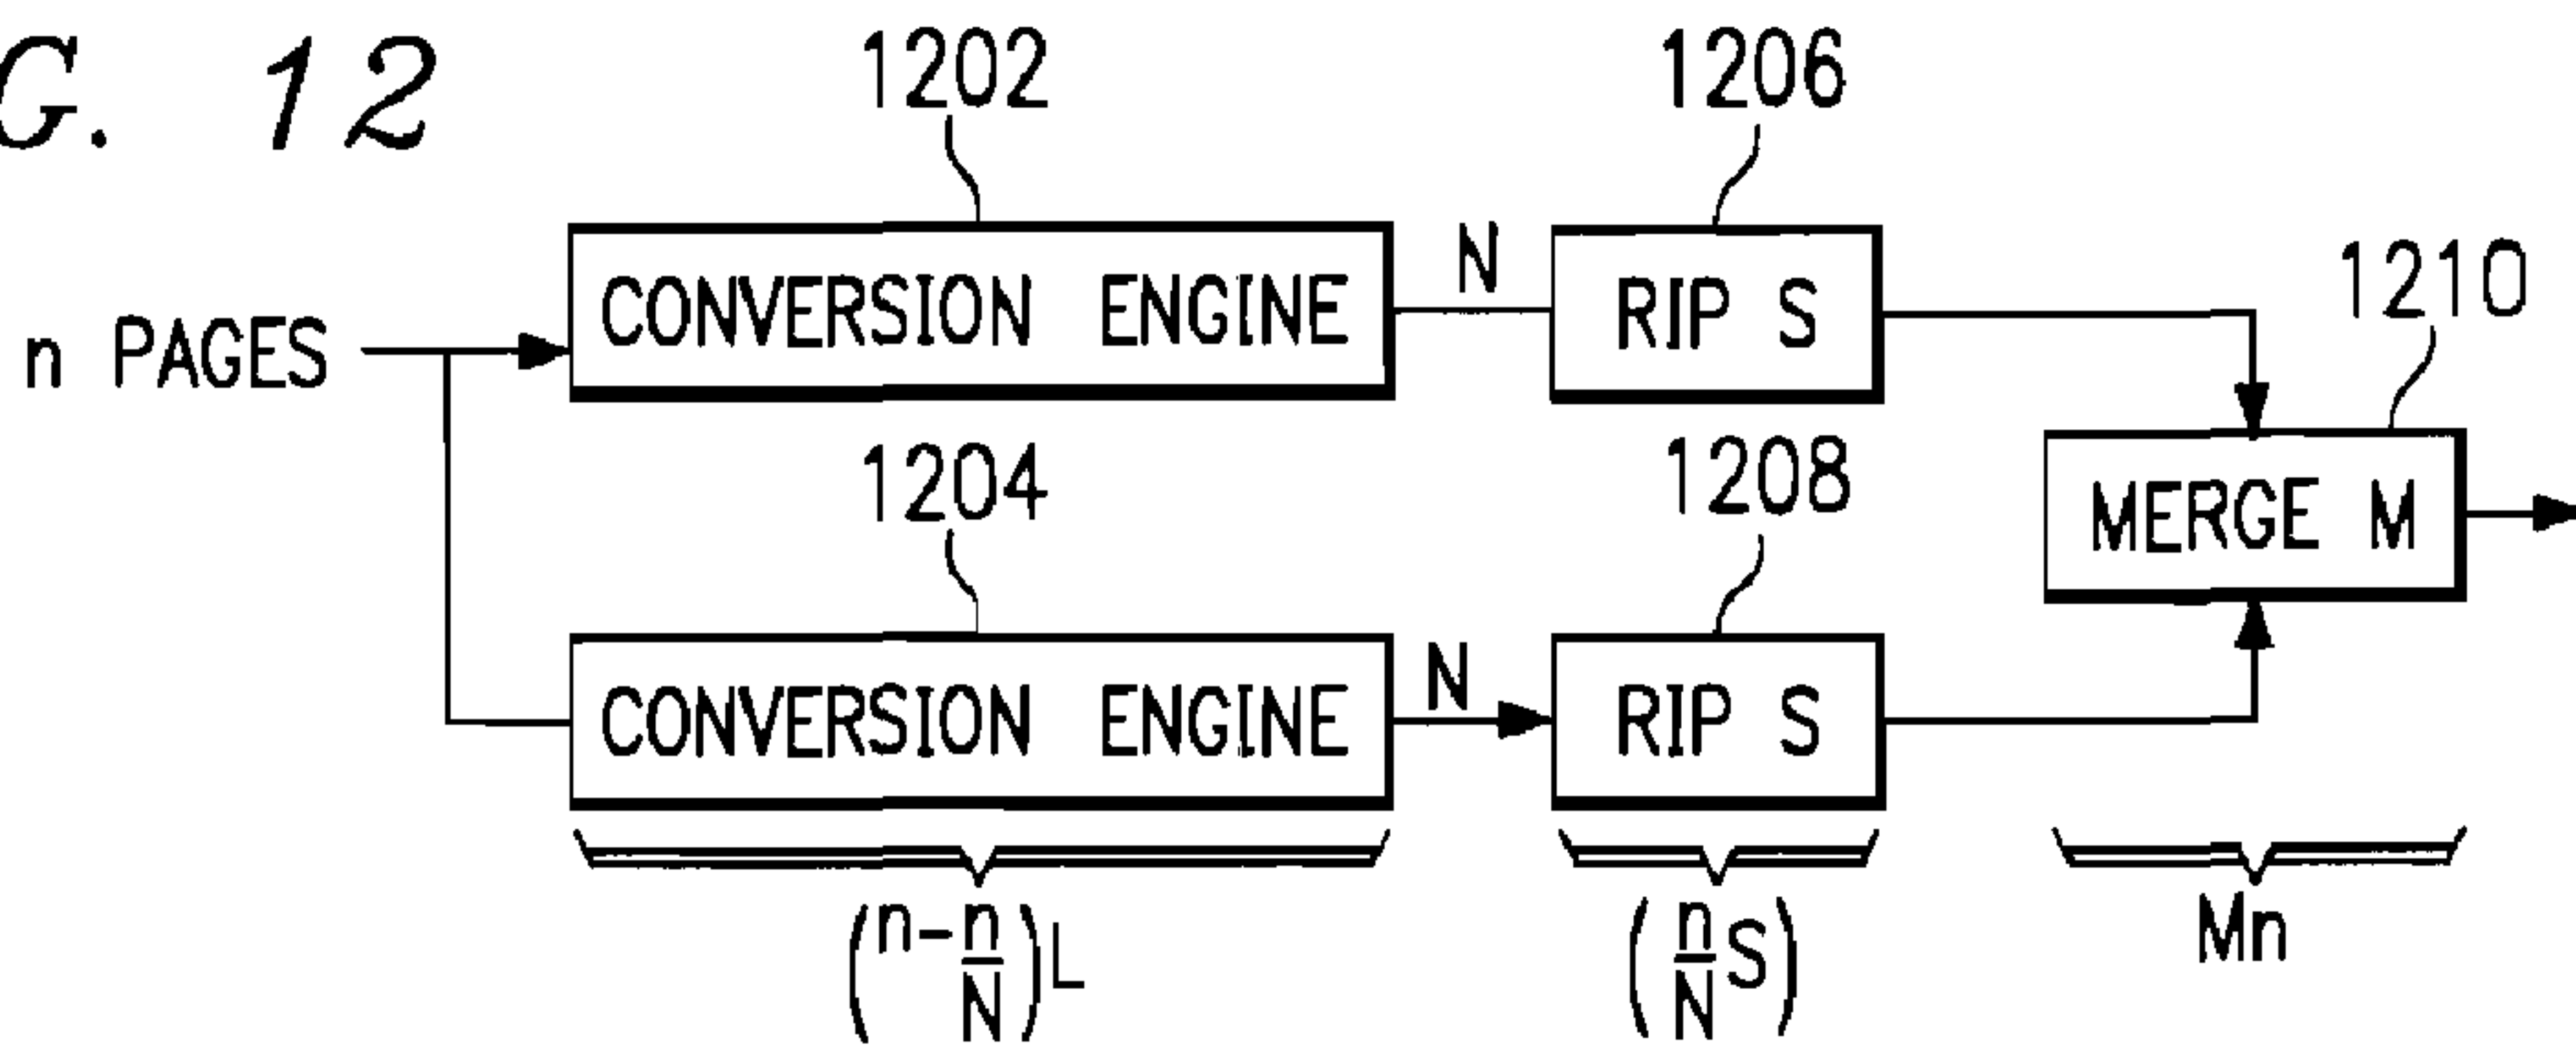 G. 12
1202
1206
CONVERSION ENGINE
N
RIP S
1210
n PAGES
1204
1208
MERGE M
CONVERSION ENGINE
N
RIP S
(n-n/N)L
(n/N S)
Mn